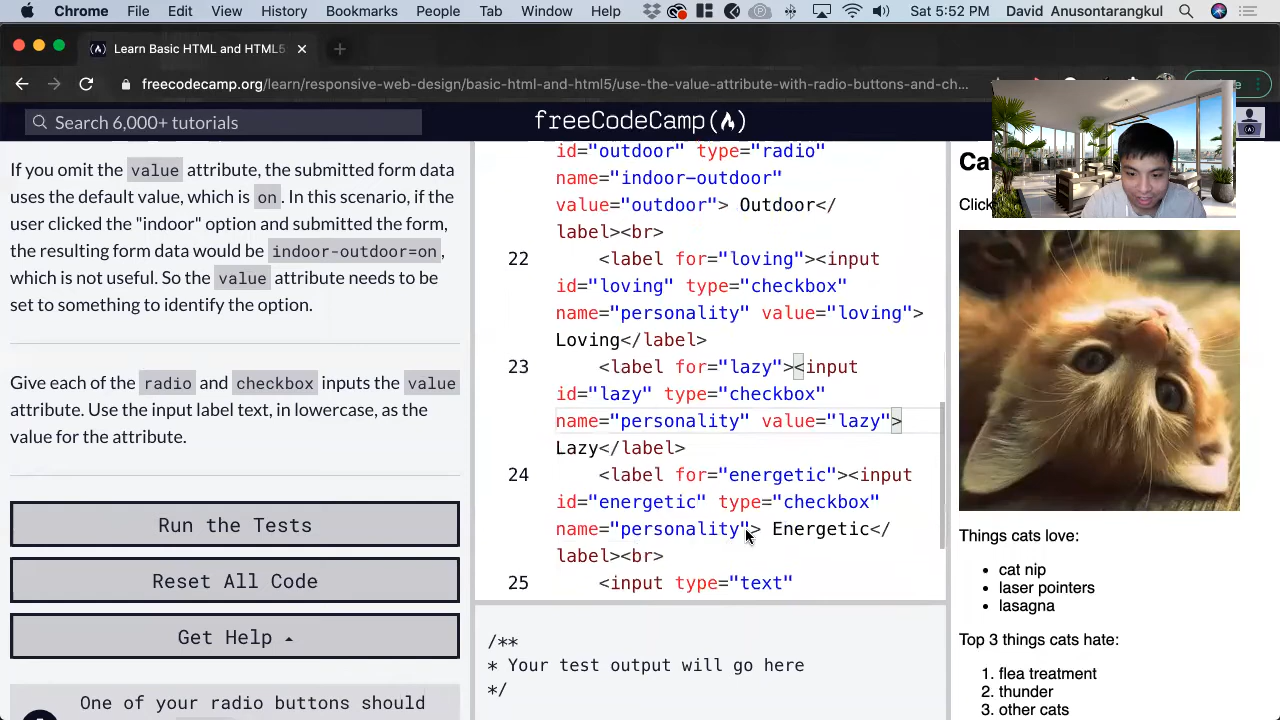 Chrome File Edit View History Bookmarks People Tab Window Help Sat 5:52 PM David Anusontarangkul
Learn Basic HTML and HTML5
freecodecamp.org/learn/responsive-web-design/basic-html-and-html5/use-the-value-attribute-with-radio-buttons-and-ch...
Search 6,000+ tutorials
freeCodeCamp
If you omit the value attribute, the submitted form data
uses the default value, which is on. In this scenario, if the
user clicked the "indoor" option and submitted the form,
the resulting form data would be indoor-outdoor=on,
which is not useful. So the value attribute needs to be
set to something to identify the option.
Give each of the radio and checkbox inputs the value
attribute. Use the input label text, in lowercase, as the
value for the attribute.
Run the Tests
Reset All Code
Get Help
One of your radio buttons should
id="outdoor" type="radio"
name="indoor-outdoor"
value="outdoor"> Outdoor</
label><br>
22 <label for="loving"><input
id="loving" type="checkbox"
name="personality" value="loving">
Loving</label>
23 <label for="lazy"><input
id="lazy" type="checkbox"
name="personality" value="lazy">
Lazy</label>
24 <label for="energetic"><input
id="energetic" type="checkbox"
name="personality"> Energetic</
label><br>
25 <input type="text"
/**
* Your test output will go here
*/
Ca
Click
Things cats love:
• cat nip
• laser pointers
• lasagna
Top 3 things cats hate:
1. flea treatment
2. thunder
3. other cats